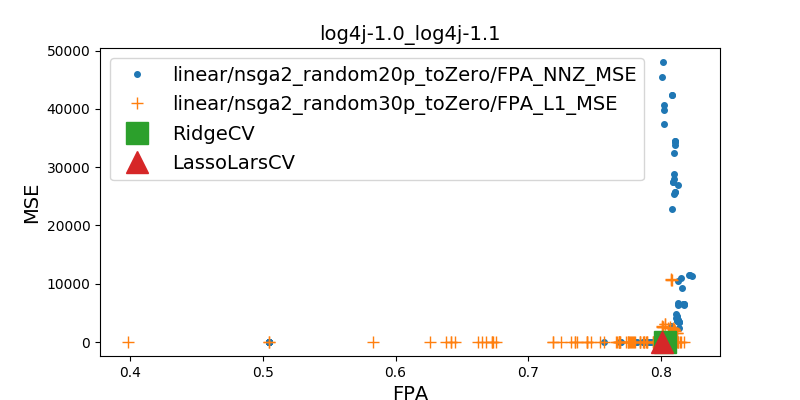 log4j-1.0_log4j-1.1
50000
40000
30000
20000
10000
0
MSE
linear/nsga2_random20p_toZero/FPA_NNZ_MSE
linear/nsga2_random30p_toZero/FPA_L1_MSE
RidgeCV
LassoLarsCV
0.4 0.5 0.6 0.7 0.8
FPA